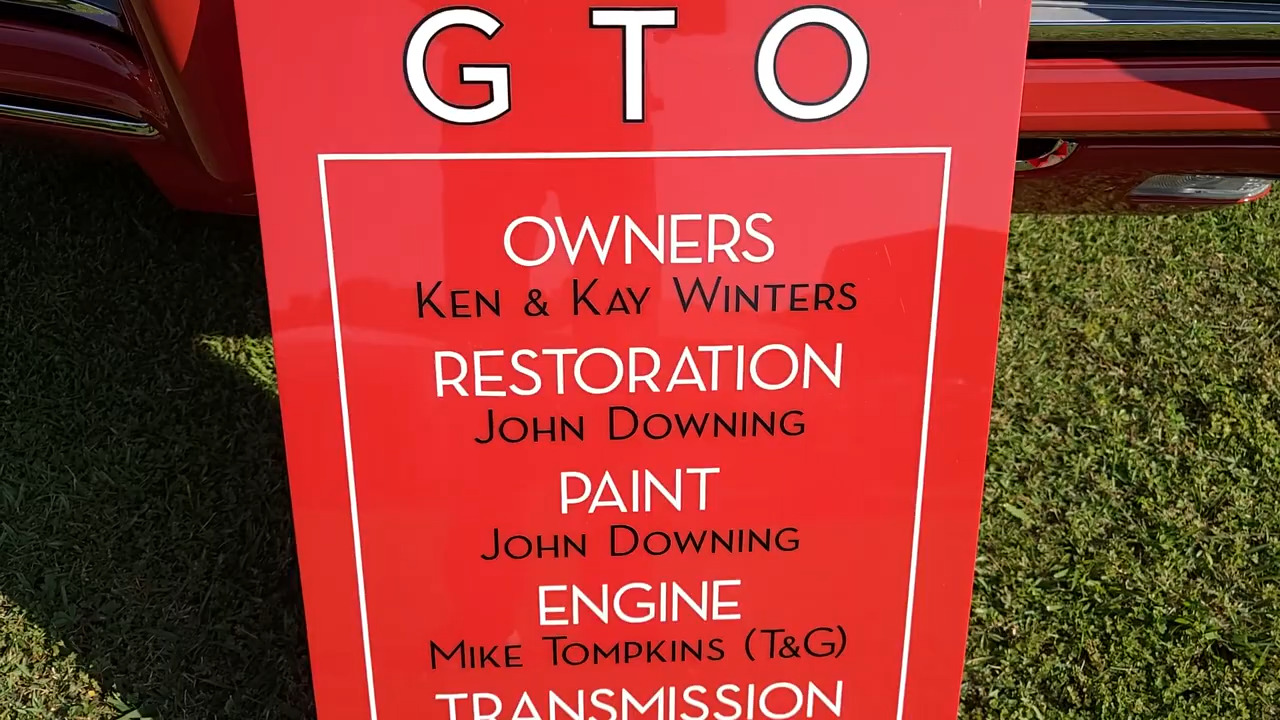 GTO
OWNERS
KEN & KAY WINTERS
RESTORATION
JOHN DOWNING
PAINT
JOHN DOWNING
ENGINE
MIKE TOMPKINS (T&G)
TRANSMISSION